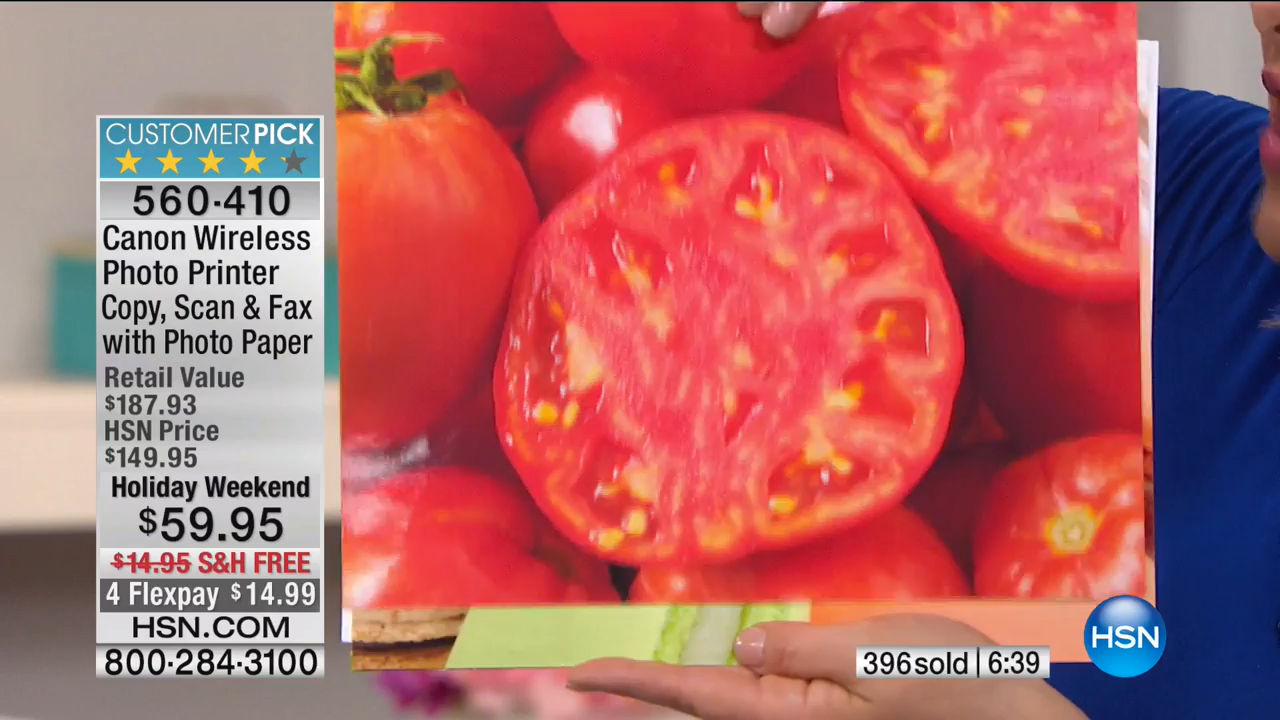 CUSTOMERPICK
560·410
Canon Wireless
Photo Printer
Copy, Scan & Fax
with Photo Paper
Retail Value
$187.93
HSN Price
$149.95
Holiday Weekend
$59.95
$14.95 S&H FREE
4 Flexpay $14.99
HSN.COM
800·284·3100
396sold | 6:39
HSN